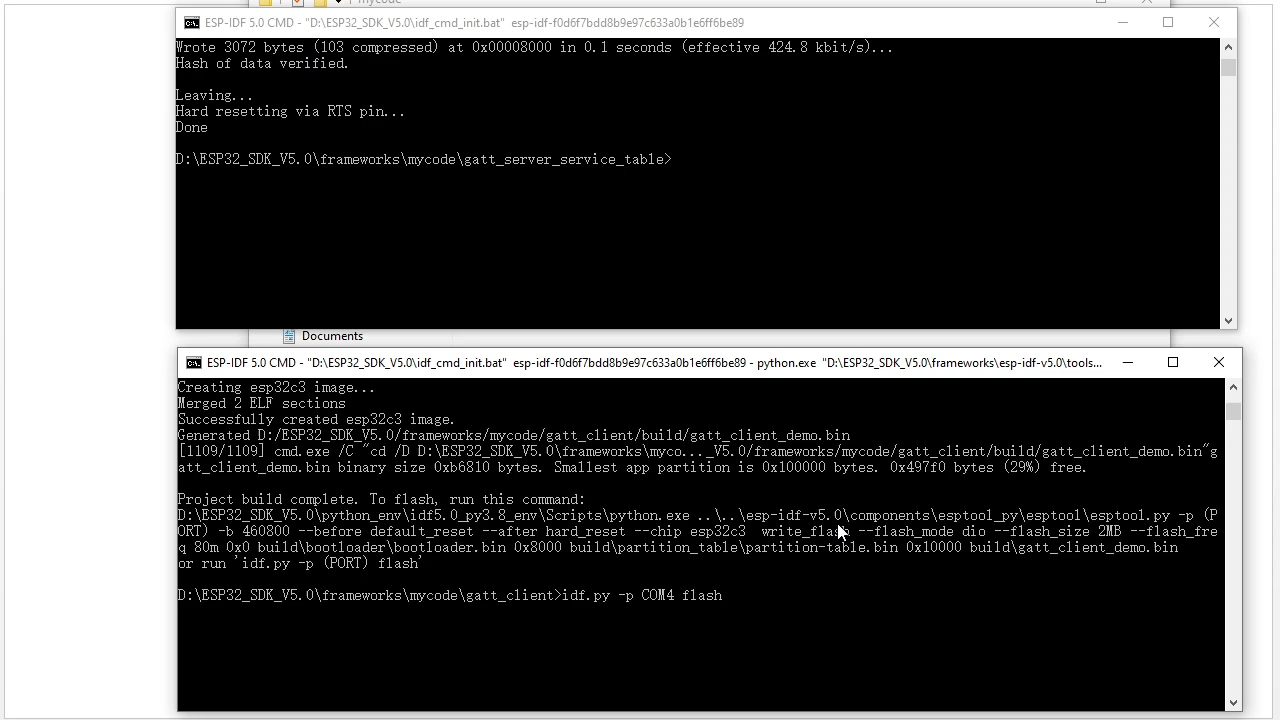 mycode
ESP-IDF 5.0 CMD - "D:\ESP32_SDK_V5.0\idf_cmd_init.bat"  esp-idf-f0d6f7bdd8b9e97c633a0b1e6ff6be89
Wrote 3072 bytes (103 compressed) at 0x00008000 in 0.1 seconds (effective 424.8 kbit/s)...
Hash of data verified.
Leaving...
Hard resetting via RTS pin...
Done
D:\ESP32_SDK_V5.0\frameworks\mycode\gatt_server_service_table>
Documents
ESP-IDF 5.0 CMD - "D:\ESP32_SDK_V5.0\idf_cmd_init.bat"  esp-idf-f0d6f7bdd8b9e97c633a0b1e6ff6be89 - python.exe  "D:\ESP32_SDK_V5.0\frameworks\esp-idf-v5.0\tools...
Creating esp32c3 image...
Merged 2 ELF sections
Successfully created esp32c3 image.
Generated D:/ESP32_SDK_V5.0/frameworks/mycode/gatt_client/build/gatt_client_demo.bin
[1109/1109] cmd.exe /C "cd /D D:\ESP32_SDK_V5.0\frameworks\myco..._V5.0/frameworks/mycode/gatt_client/build/gatt_client_demo.bin"g
att_client_demo.bin binary size 0xb6810 bytes. Smallest app partition is 0x100000 bytes. 0x497f0 bytes (29%) free.
Project build complete. To flash, run this command:
D:\ESP32_SDK_V5.0\python_env\idf5.0_py3.8_env\Scripts\python.exe ..\..\esp-idf-v5.0\components\esptool_py\esptool\esptool.py -p (P
ORT) -b 460800 --before default_reset --after hard_reset --chip esp32c3  write_flash --flash_mode dio --flash_size 2MB --flash_fre
q 80m 0x0 build\bootloader\bootloader.bin 0x8000 build\partition_table\partition-table.bin 0x10000 build\gatt_client_demo.bin
or run 'idf.py -p (PORT) flash'
D:\ESP32_SDK_V5.0\frameworks\mycode\gatt_client>idf.py -p COM4 flash